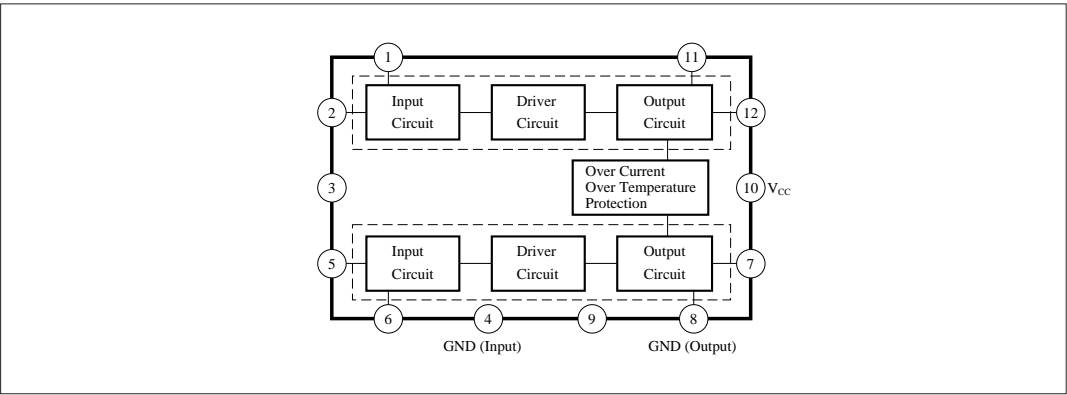 1
11
2
Input
Circuit
Driver
Circuit
Output
Circuit
12
3
Over Current
Over Temperature
Protection
10 VCC
5
Input
Circuit
Driver
Circuit
Output
Circuit
7
6
4
9
8
GND (Input)
GND (Output)